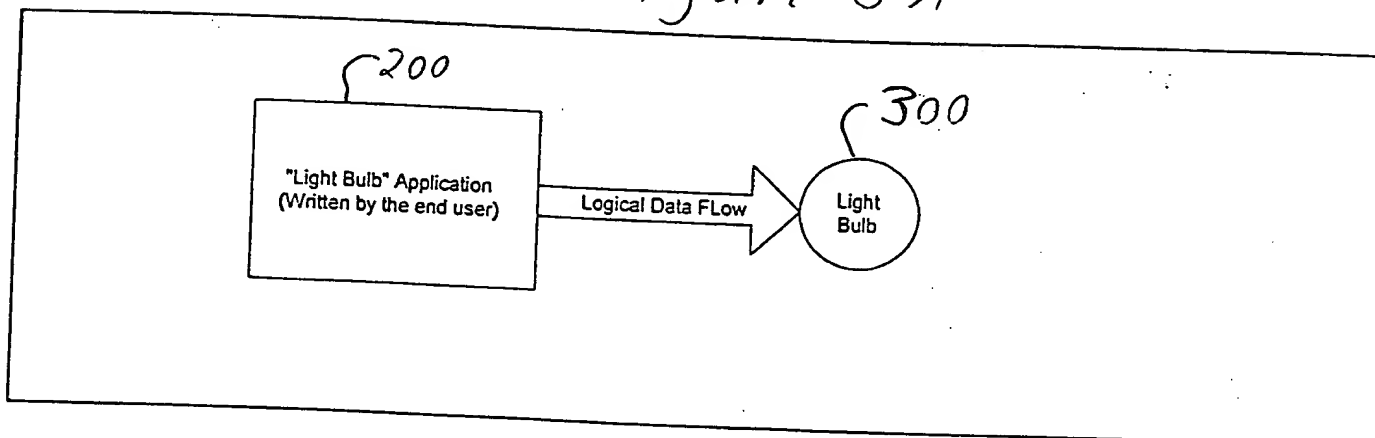 200
300
"Light Bulb" Application
(Written by the end user)
Logical Data FLow
Light
Bulb